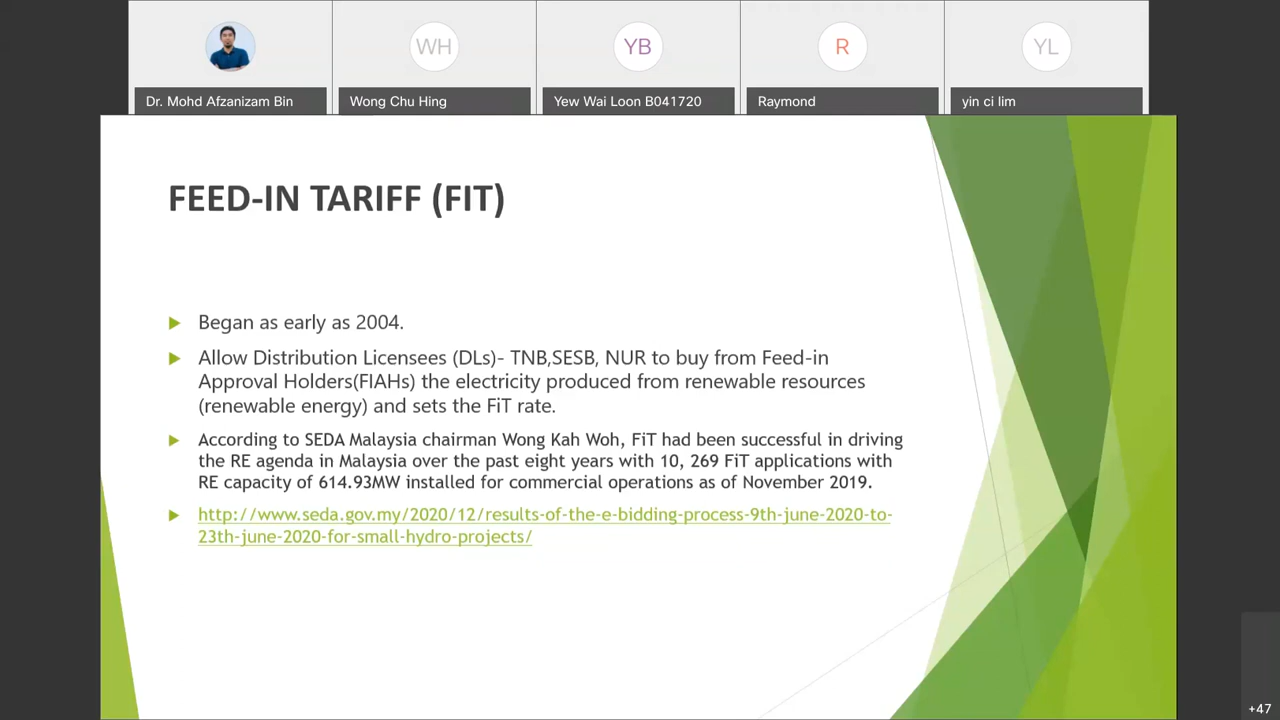 WH
YB
R
YL
Dr. Mohd Afzanizam Bin
Wong Chu Hing
Yew Wai Loon B041720
Raymond
yin ci lim
FEED-IN TARIFF (FIT)
Began as early as 2004.
Allow Distribution Licensees (DLs)- TNB,SESB, NUR to buy from Feed-in
Approval Holders(FIAHs) the electricity produced from renewable resources
(renewable energy) and sets the FiT rate.
According to SEDA Malaysia chairman Wong Kah Woh, FiT had been successful in driving
the RE agenda in Malaysia over the past eight years with 10, 269 FiT applications with
RE capacity of 614.93MW installed for commercial operations as of November 2019.
http://www.seda.gov.my/2020/12/results-of-the-e-bidding-process-9th-june-2020-to-
23th-june-2020-for-small-hydro-projects/
+47